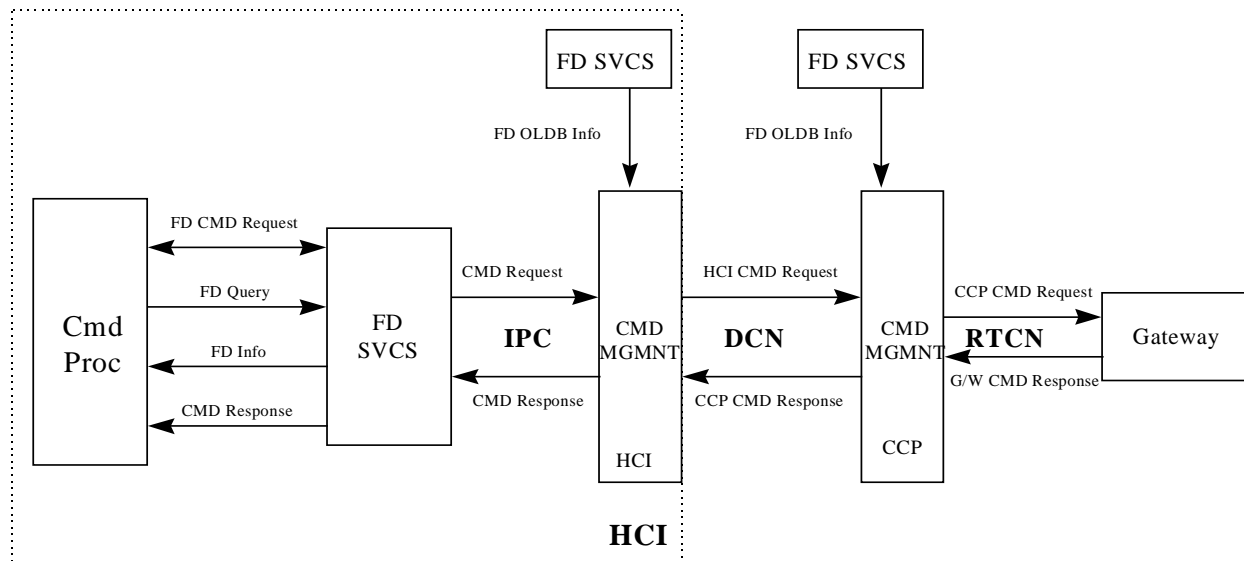 FD SVCS
FD SVCS
FD OLDB Info
FD OLDB Info
FD CMD Request
CMD Request
HCI CMD Request
CCP CMD Request
FD Query
Cmd
Proc
FD
SVCS
IPC
CMD
MGMNT
DCN
CMD
MGMNT
RTCN
Gateway
FD Info
CMD Response
CMD Response
CCP CMD Response
G/W CMD Response
HCI
CCP
HCI